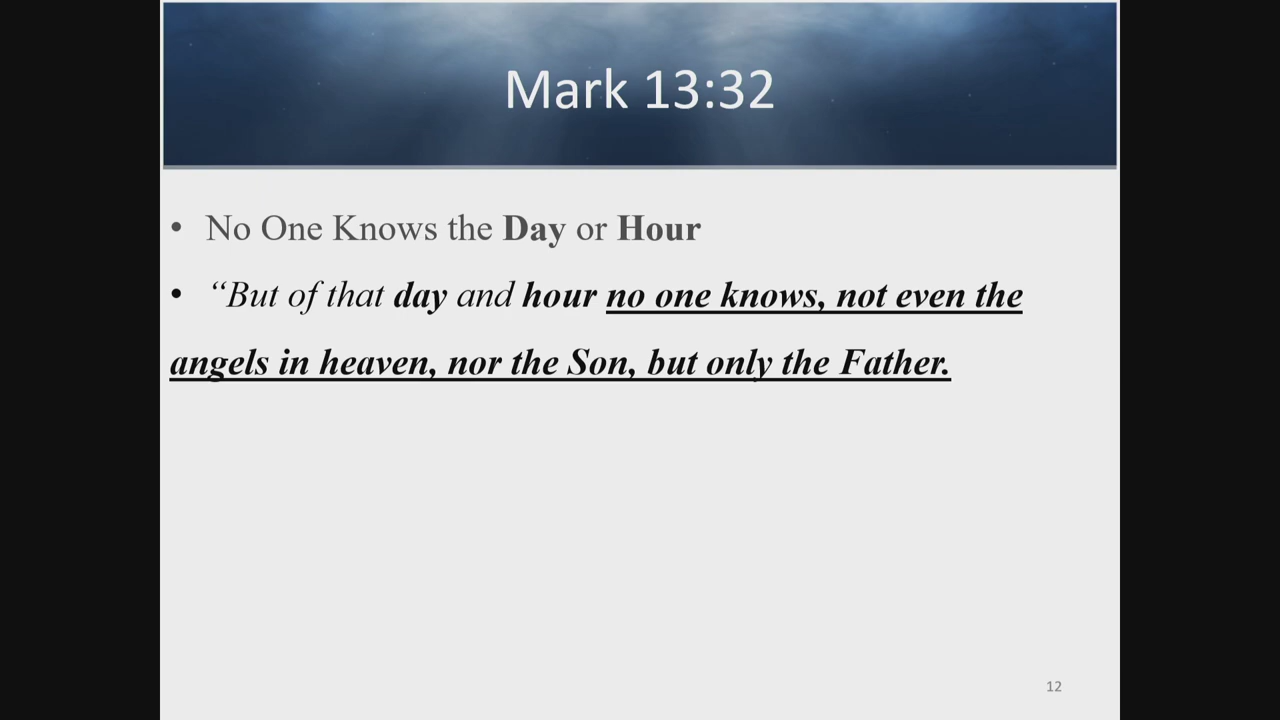 Mark 13:32
• No One Knows the Day or Hour
• “But of that day and hour no one knows, not even the
angels in heaven, nor the Son, but only the Father.
12